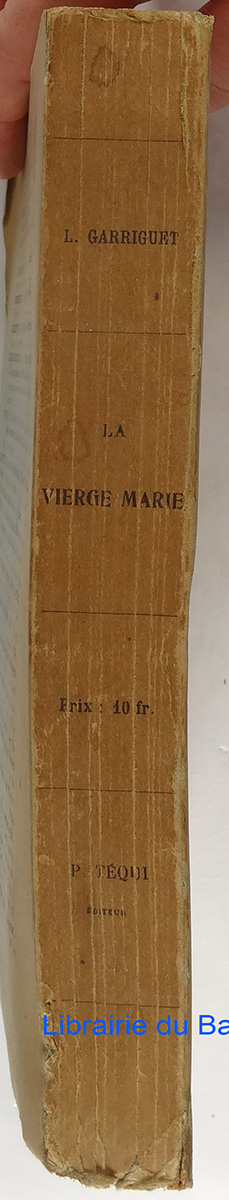 L. GARRIGUET
LA
VIERGE MARIE
Prix : 10 fr.
P. TÉQUI
ÉDITEUR
Librairie du Ba